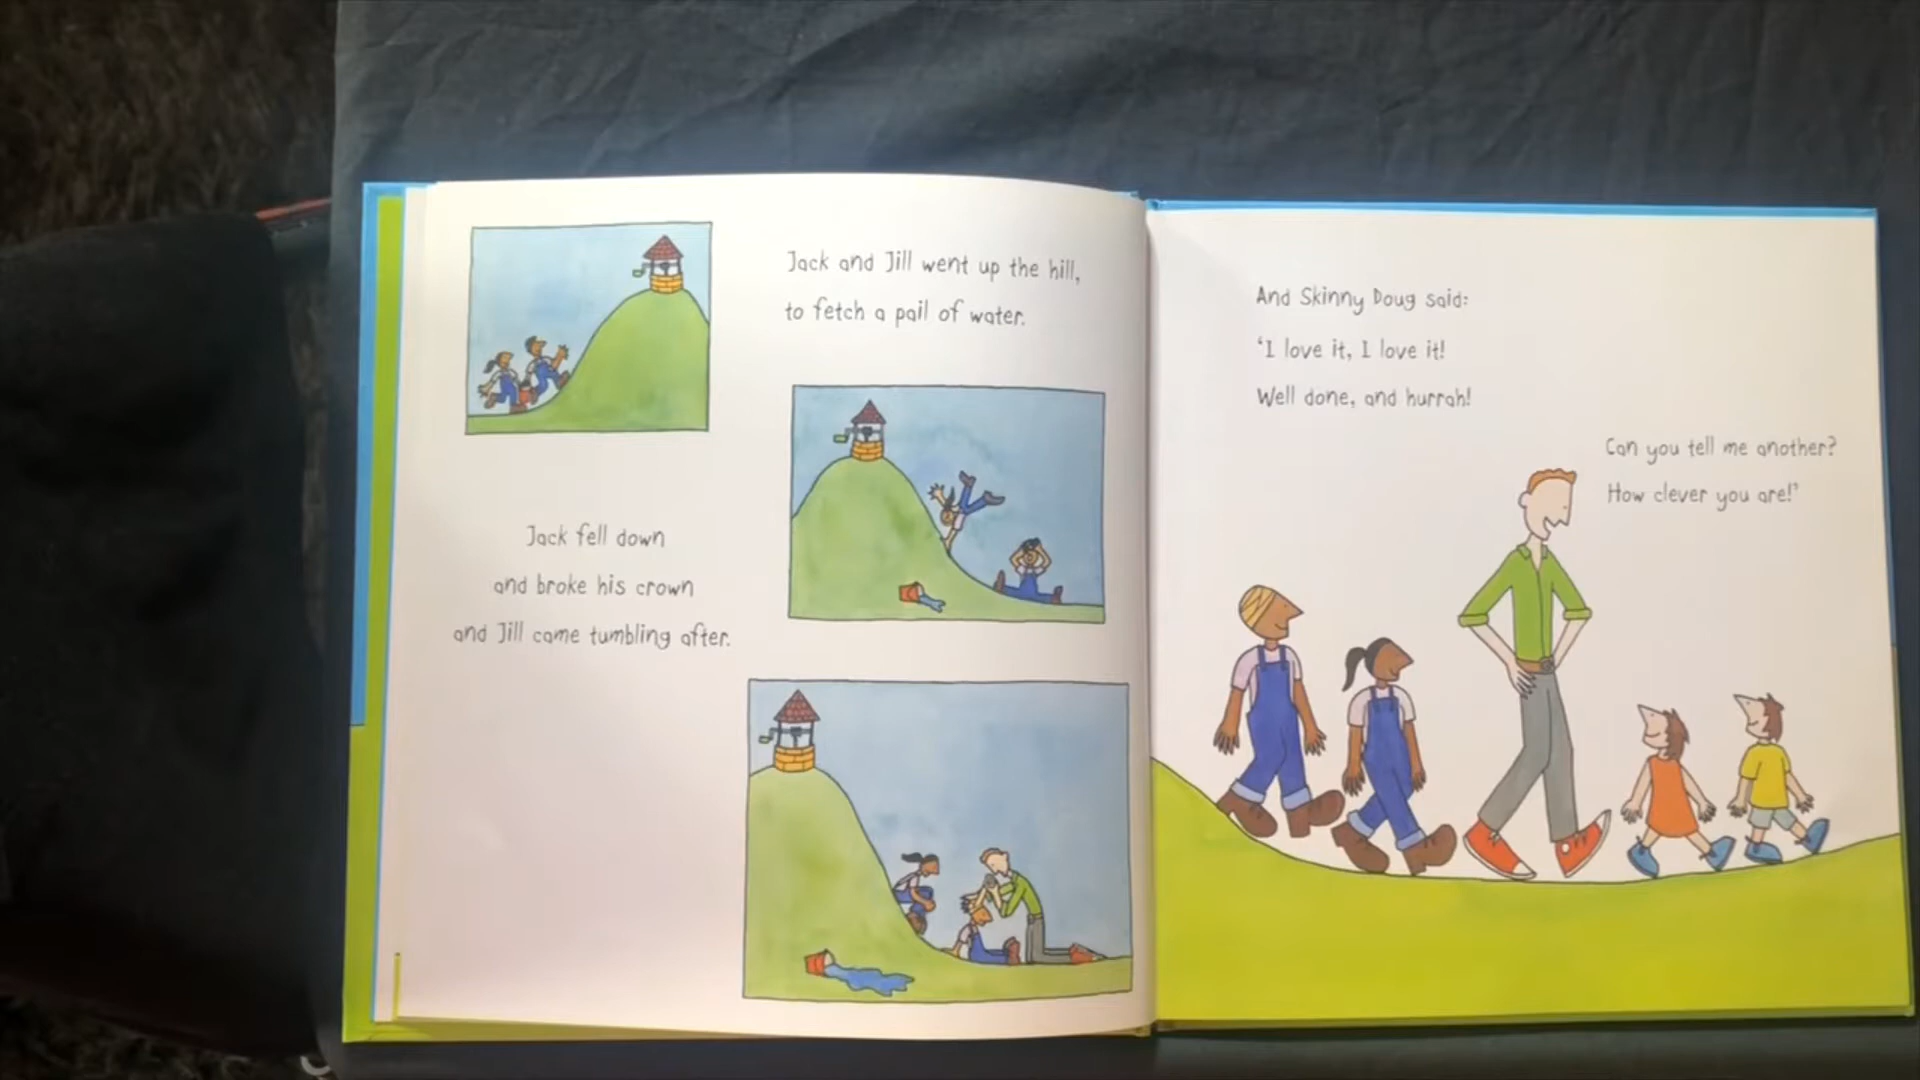 Jack and Jill went up the hill,
to fetch a pail of water.
Jack fell down
and broke his crown
and Jill came tumbling after.
And Skinny Doug said:
‘I love it, I love it!
Well done, and hurrah!
Can you tell me another?
How clever you are!’